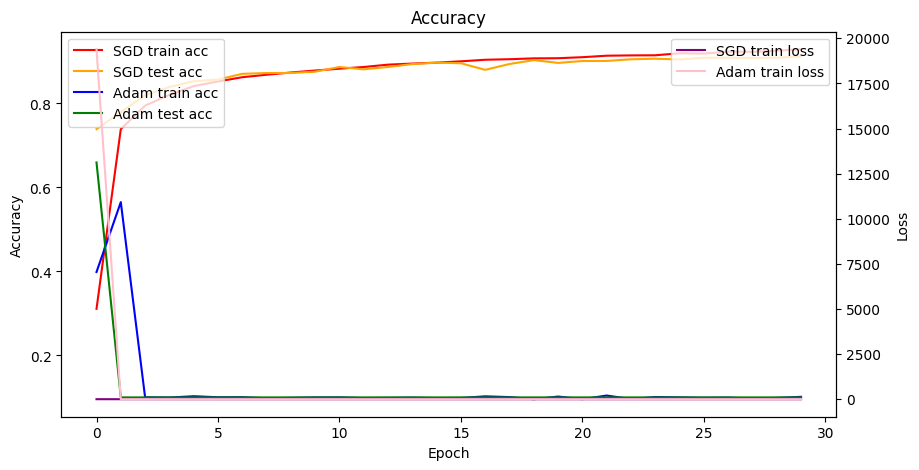 Accuracy
SGD train acc
SGD test acc
Adam train acc
Adam test acc
SGD train loss
Adam train loss
Accuracy
0.8
0.6
0.4
0.2
20000
17500
15000
12500
10000
7500
5000
2500
0
Loss
0 5 10 15 20 25 30
Epoch